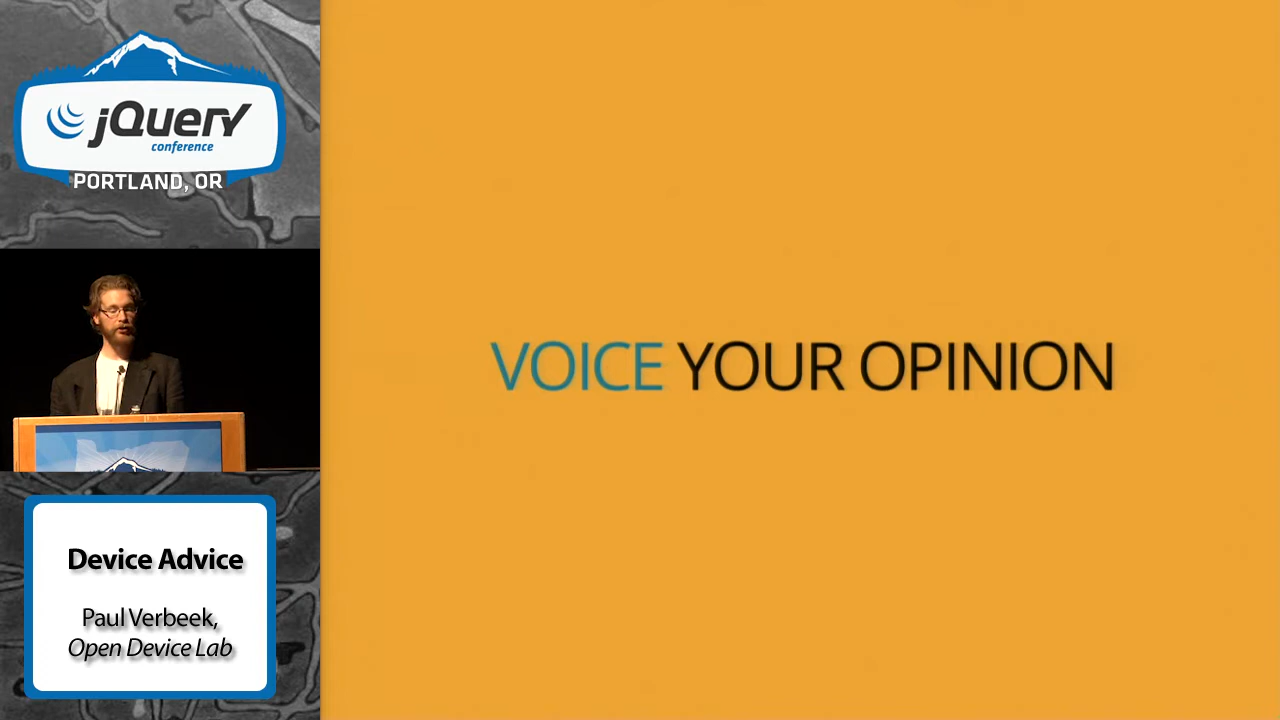 jQuery
conference
PORTLAND, OR
VOICE YOUR OPINION
Device Advice
Paul Verbeek,
Open Device Lab